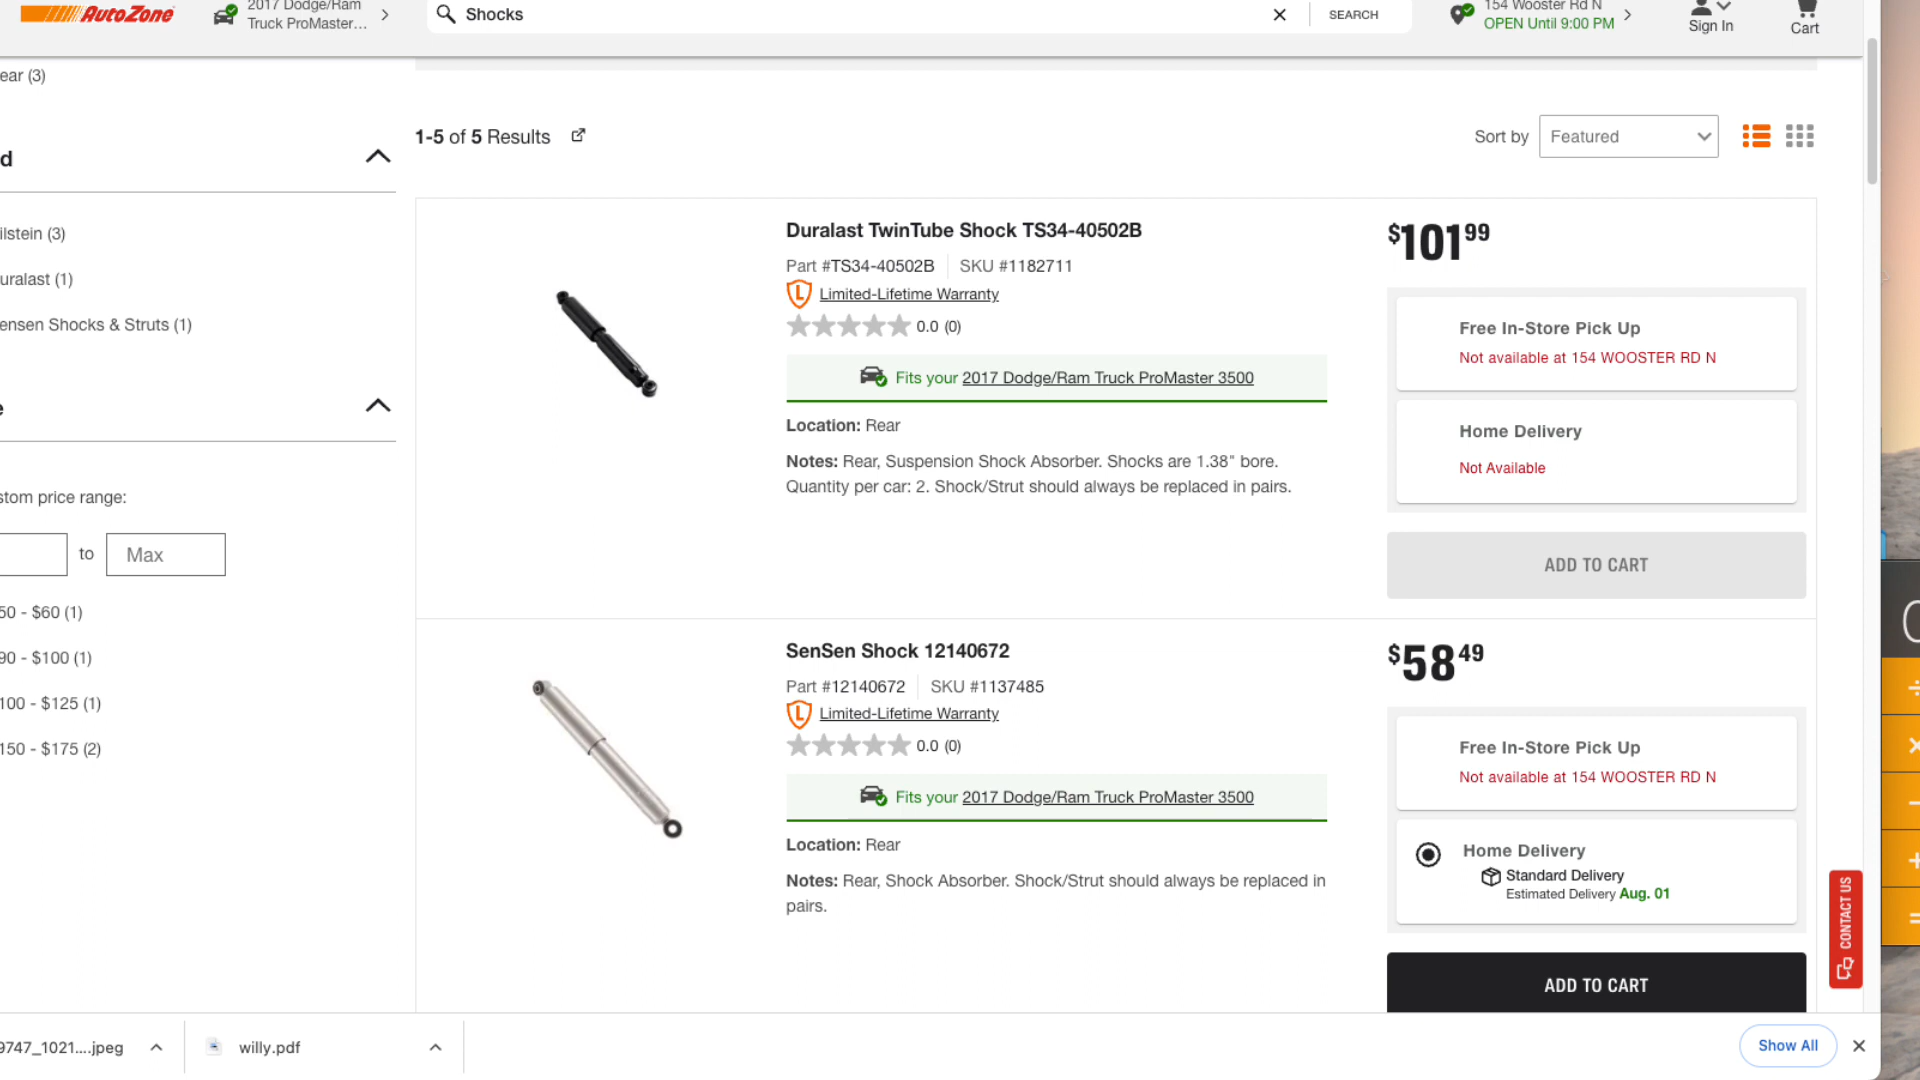 AutoZone
2017 Dodge/Ram
Truck ProMaster...
Shocks
SEARCH
154 Wooster Rd N
OPEN Until 9:00 PM
Sign In
Cart
ear (3)
d
ilstein (3)
uralast (1)
ensen Shocks & Struts (1)
e
stom price range:
to
Max
50 - $60 (1)
90 - $100 (1)
100 - $125 (1)
150 - $175 (2)
1-5 of 5 Results
Sort by
Featured
Duralast TwinTube Shock TS34-40502B
Part #TS34-40502B
SKU #1182711
L
Limited-Lifetime Warranty
0.0 (0)
Fits your 2017 Dodge/Ram Truck ProMaster 3500
Location: Rear
Notes: Rear, Suspension Shock Absorber. Shocks are 1.38" bore.
Quantity per car: 2. Shock/Strut should always be replaced in pairs.
$101 99
Free In-Store Pick Up
Not available at 154 WOOSTER RD N
Home Delivery
Not Available
ADD TO CART
SenSen Shock 12140672
Part #12140672
SKU #1137485
L
Limited-Lifetime Warranty
0.0 (0)
Fits your 2017 Dodge/Ram Truck ProMaster 3500
Location: Rear
Notes: Rear, Shock Absorber. Shock/Strut should always be replaced in
pairs.
$58 49
Free In-Store Pick Up
Not available at 154 WOOSTER RD N
Home Delivery
Standard Delivery
Estimated Delivery Aug. 01
ADD TO CART
CONTACT US
9747_1021....jpeg
willy.pdf
Show All